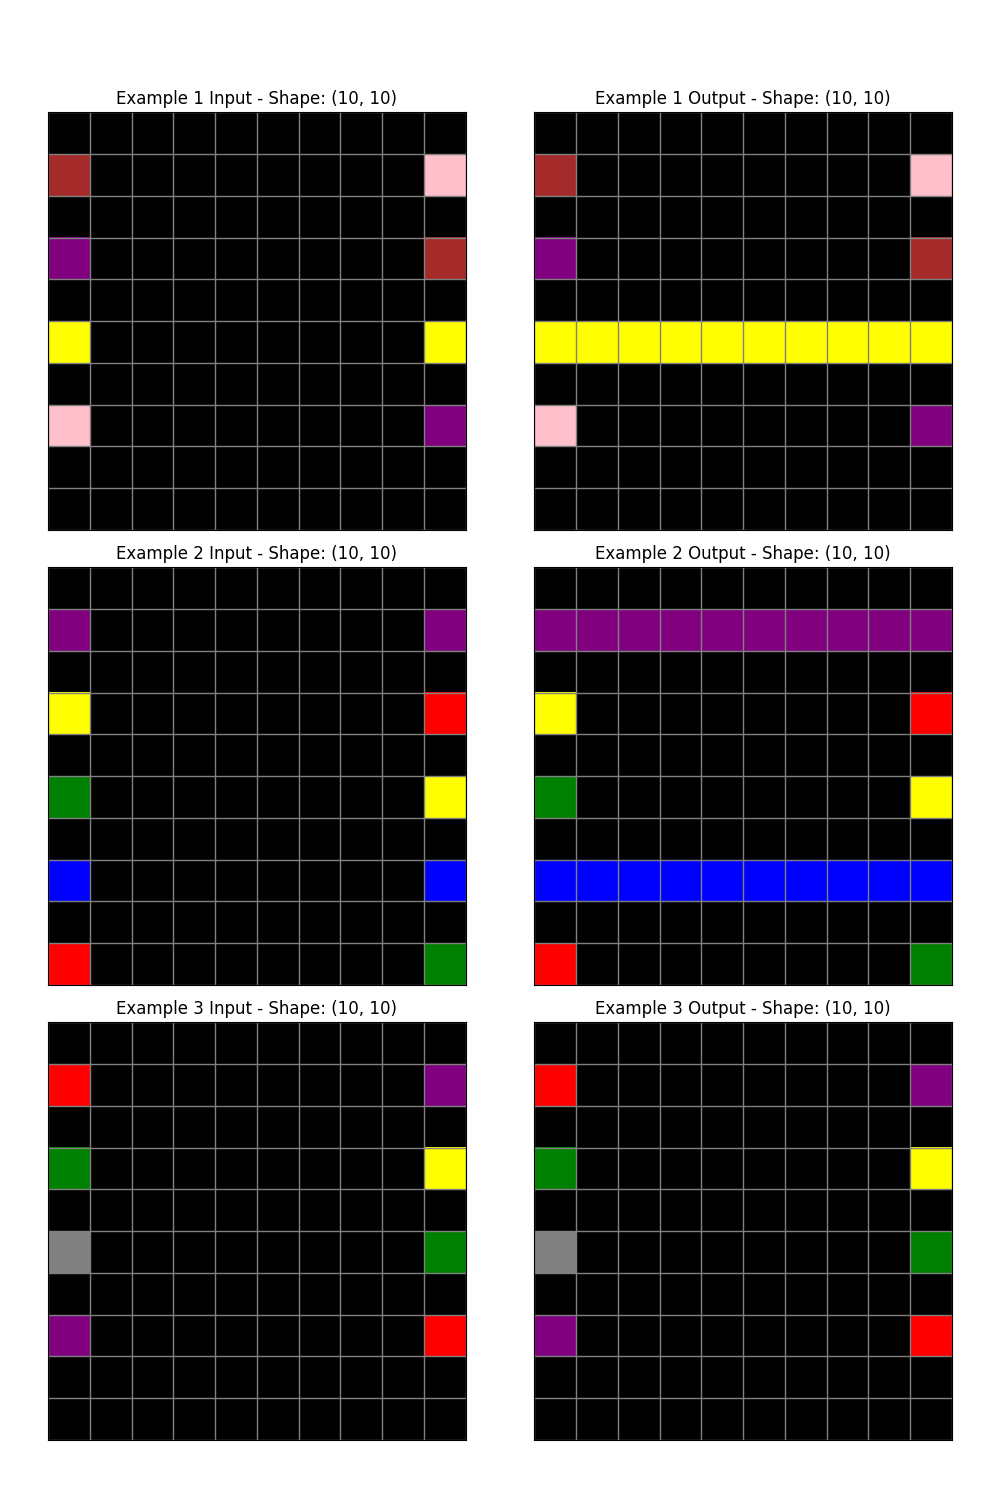 Example 1 Input - Shape: (10, 10)
Example 1 Output - Shape: (10, 10)
Example 2 Input - Shape: (10, 10)
Example 2 Output - Shape: (10, 10)
Example 3 Input - Shape: (10, 10)
Example 3 Output - Shape: (10, 10)